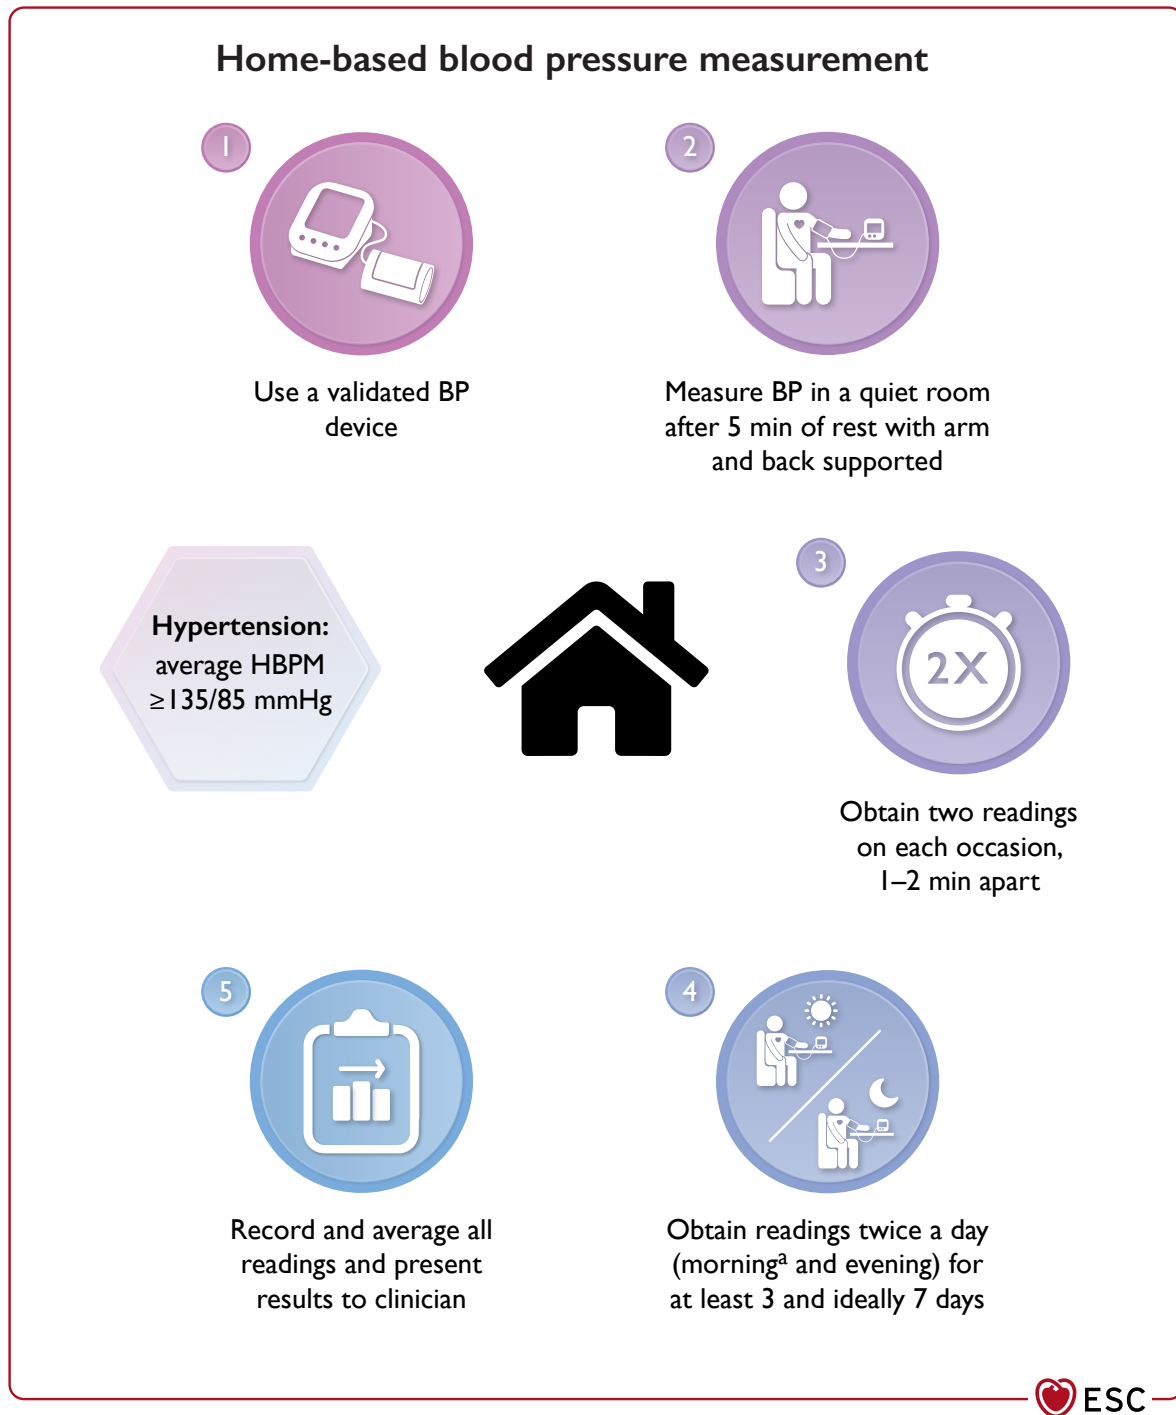 Home-based blood pressure measurement
1
Use a validated BP
device
2
Measure BP in a quiet room
after 5 min of rest with arm
and back supported
3
2X
Obtain two readings
on each occasion,
1–2 min apart
4
Obtain readings twice a day
(morningᵃ and evening) for
at least 3 and ideally 7 days
5
Record and average all
readings and present
results to clinician
Hypertension:
average HBPM
≥135/85 mmHg
ESC